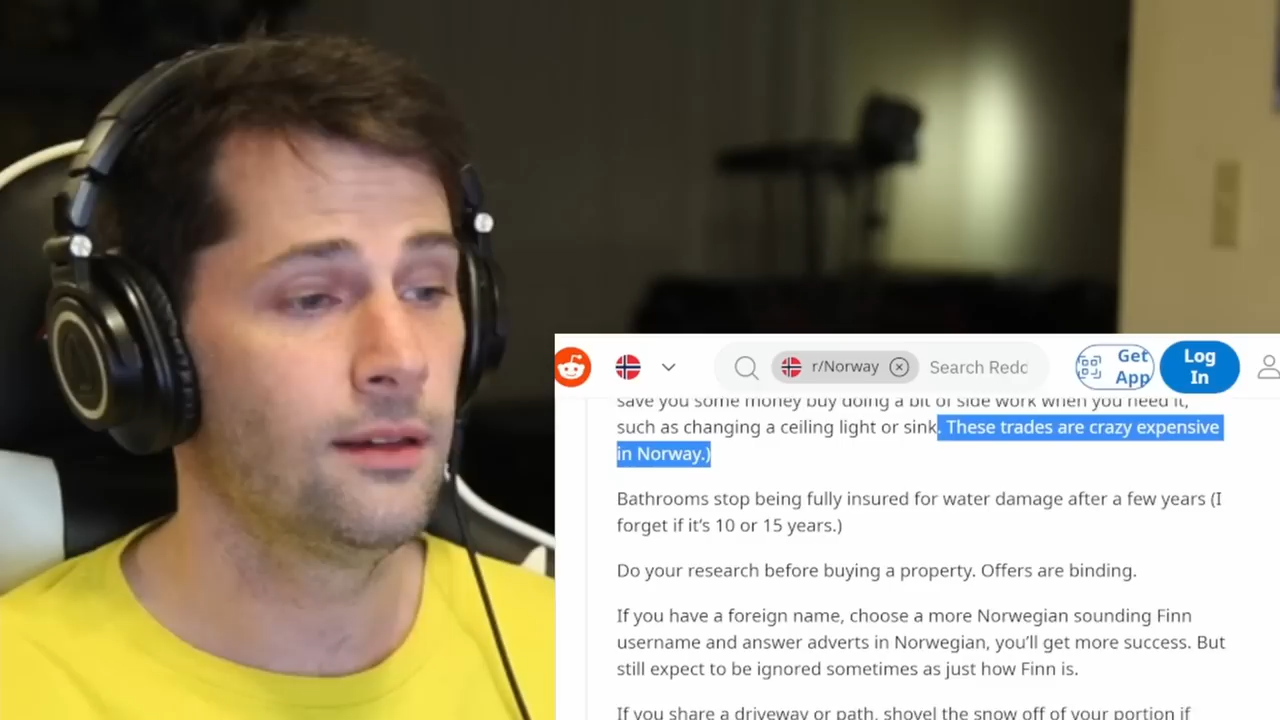 r/Norway
Search Redd
Get
App
Log
In
save you some money buy doing a bit of side work when you need it,
such as changing a ceiling light or sink. These trades are crazy expensive
in Norway.)
Bathrooms stop being fully insured for water damage after a few years (I
forget if it's 10 or 15 years.)
Do your research before buying a property. Offers are binding.
If you have a foreign name, choose a more Norwegian sounding Finn
username and answer adverts in Norwegian, you'll get more success. But
still expect to be ignored sometimes as just how Finn is.
If you share a driveway or path, shovel the snow off of your portion if